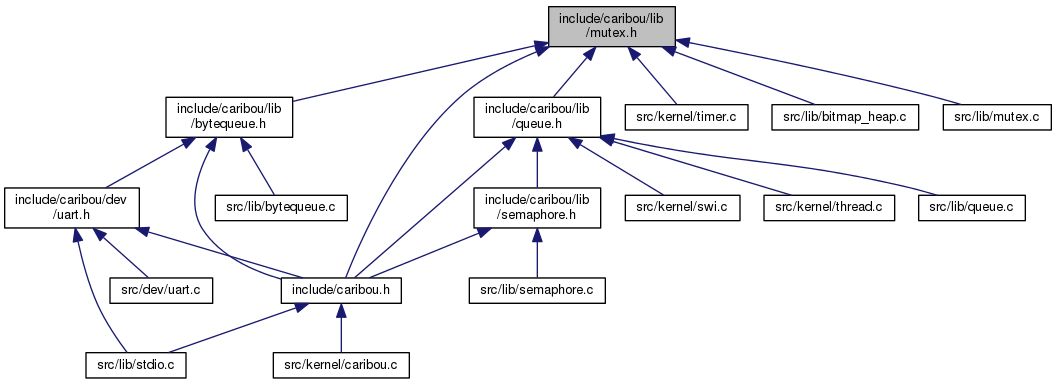 include/caribou/lib
/mutex.h
include/caribou/lib
/bytequeue.h
include/caribou/lib
/queue.h
src/kernel/timer.c
src/lib/bitmap_heap.c
src/lib/mutex.c
include/caribou/dev
/uart.h
src/lib/bytequeue.c
include/caribou/lib
/semaphore.h
src/kernel/swi.c
src/kernel/thread.c
src/lib/queue.c
src/dev/uart.c
include/caribou.h
src/lib/semaphore.c
src/lib/stdio.c
src/kernel/caribou.c